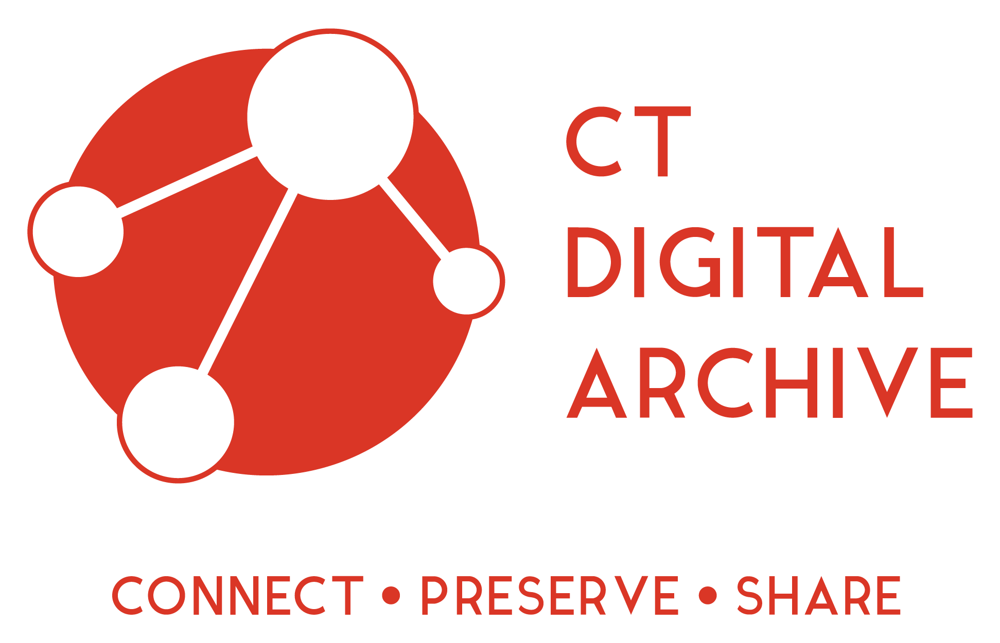 CT
DIGITAL
ARCHIVE
CONNECT • PRESERVE • SHARE